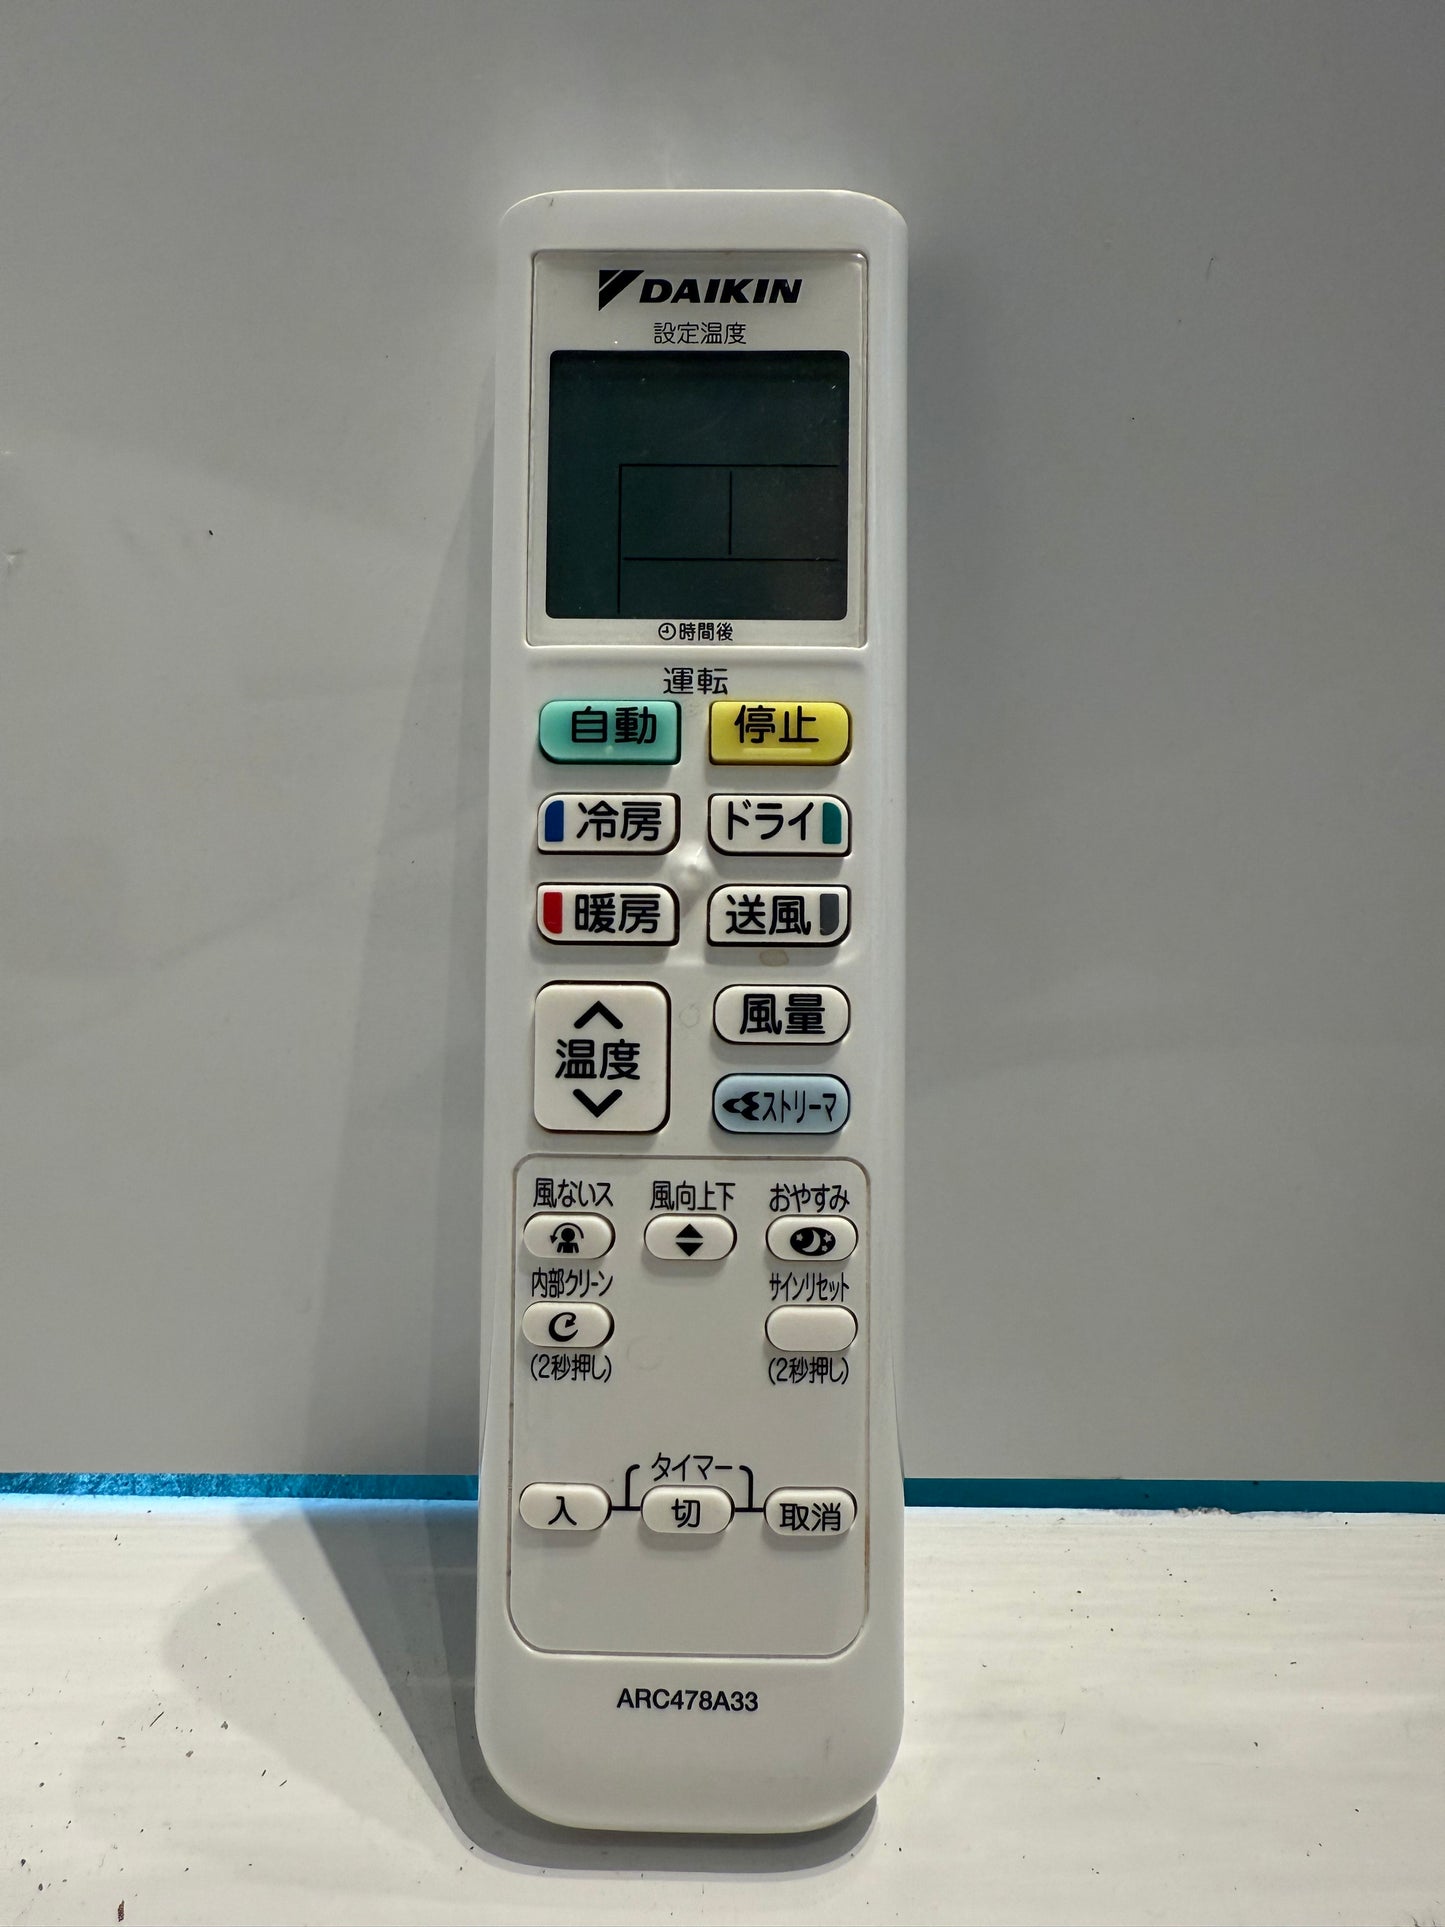 DAIKIN
設定温度
時間後
運転
自動 停止
冷房 ドライ
暖房 送風
温度 風量
ストリーマ
風ないス 風向上下 おやすみ
内部クリーン サインリセット
(2秒押し) (2秒押し)
タイマー
入 切 取消
ARC478A33